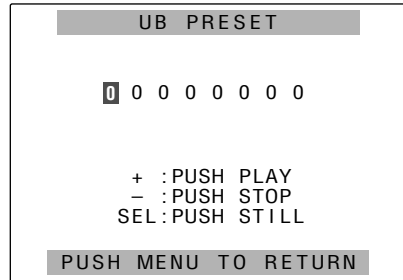 UB PRESET
0 0 0 0 0 0 0 0
+ :PUSH PLAY
– :PUSH STOP
SEL:PUSH STILL
PUSH MENU TO RETURN